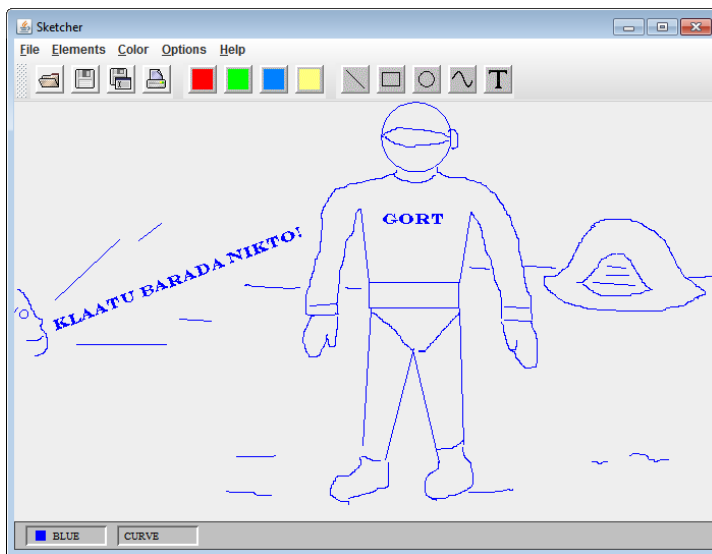 Sketcher
File Elements Color Options Help
T
GORT
KLAATU BARADA NIKTO!
BLUE CURVE